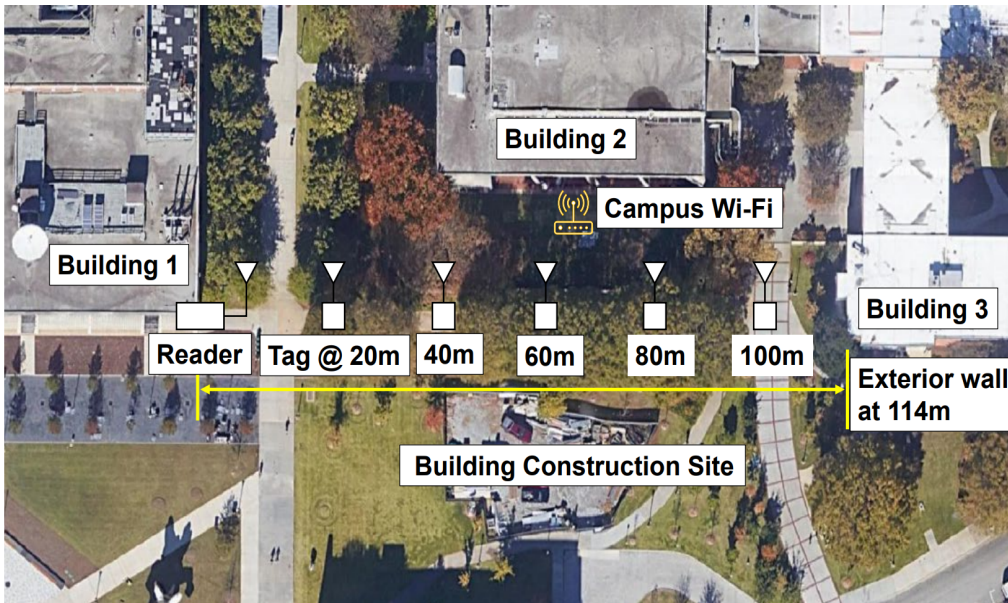 Building 2
Campus Wi-Fi
Building 1
Building 3
Reader
Tag @ 20m
40m
60m
80m
100m
Exterior wall
at 114m
Building Construction Site